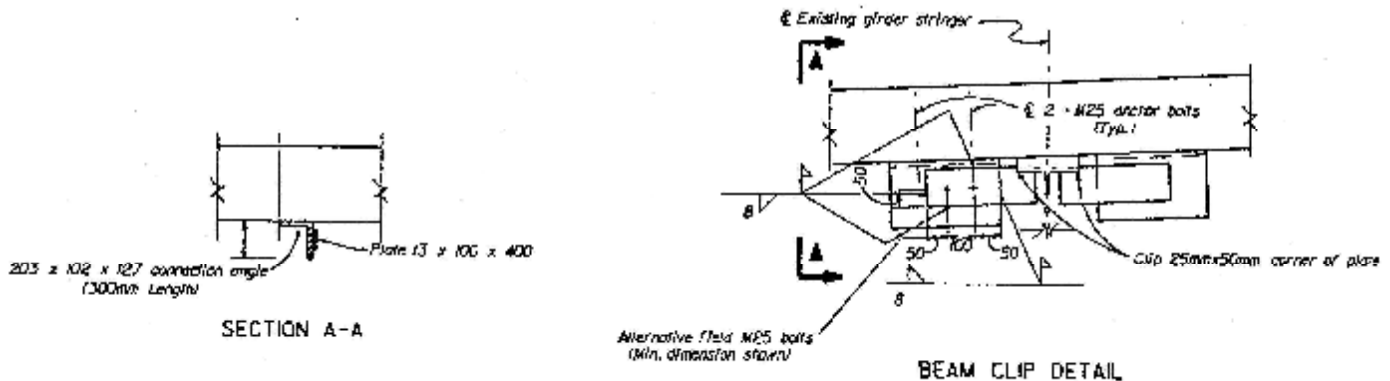 ℄ Existing girder stringer
A
℄ 2 - M25 anchor bolts
(Typ.)
50
8
50
100
50
8
A
Clip 25mmx50mm corner of plate
Alternative field M25 bolts
(Min. dimension shown)
BEAM CLIP DETAIL
Plate 13 x 100 x 400
203 x 102 x 12.7 connection angle
(300mm Length)
SECTION A-A